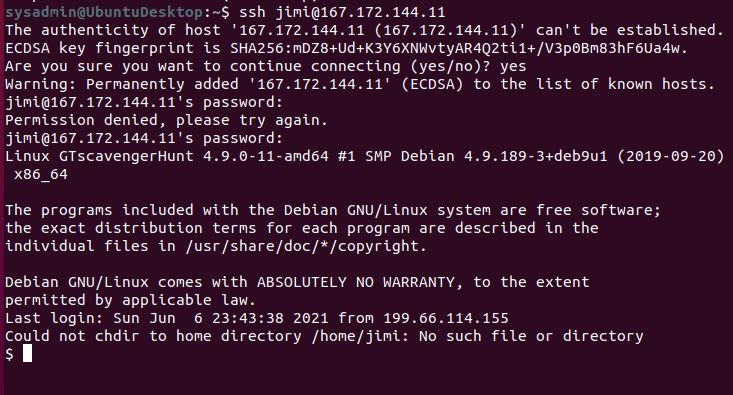 sysadmin@UbuntuDesktop:~$ ssh jimi@167.172.144.11
The authenticity of host '167.172.144.11 (167.172.144.11)' can't be established.
ECDSA key fingerprint is SHA256:mDZ8+Ud+K3Y6XNWvtyAR4Q2ti1+/V3p0Bm83hF6Ua4w.
Are you sure you want to continue connecting (yes/no)? yes
Warning: Permanently added '167.172.144.11' (ECDSA) to the list of known hosts.
jimi@167.172.144.11's password:
Permission denied, please try again.
jimi@167.172.144.11's password:
Linux GTscavengerHunt 4.9.0-11-amd64 #1 SMP Debian 4.9.189-3+deb9u1 (2019-09-20)
 x86_64

The programs included with the Debian GNU/Linux system are free software;
the exact distribution terms for each program are described in the
individual files in /usr/share/doc/*/copyright.

Debian GNU/Linux comes with ABSOLUTELY NO WARRANTY, to the extent
permitted by applicable law.
Last login: Sun Jun  6 23:43:38 2021 from 199.66.114.155
Could not chdir to home directory /home/jimi: No such file or directory
$